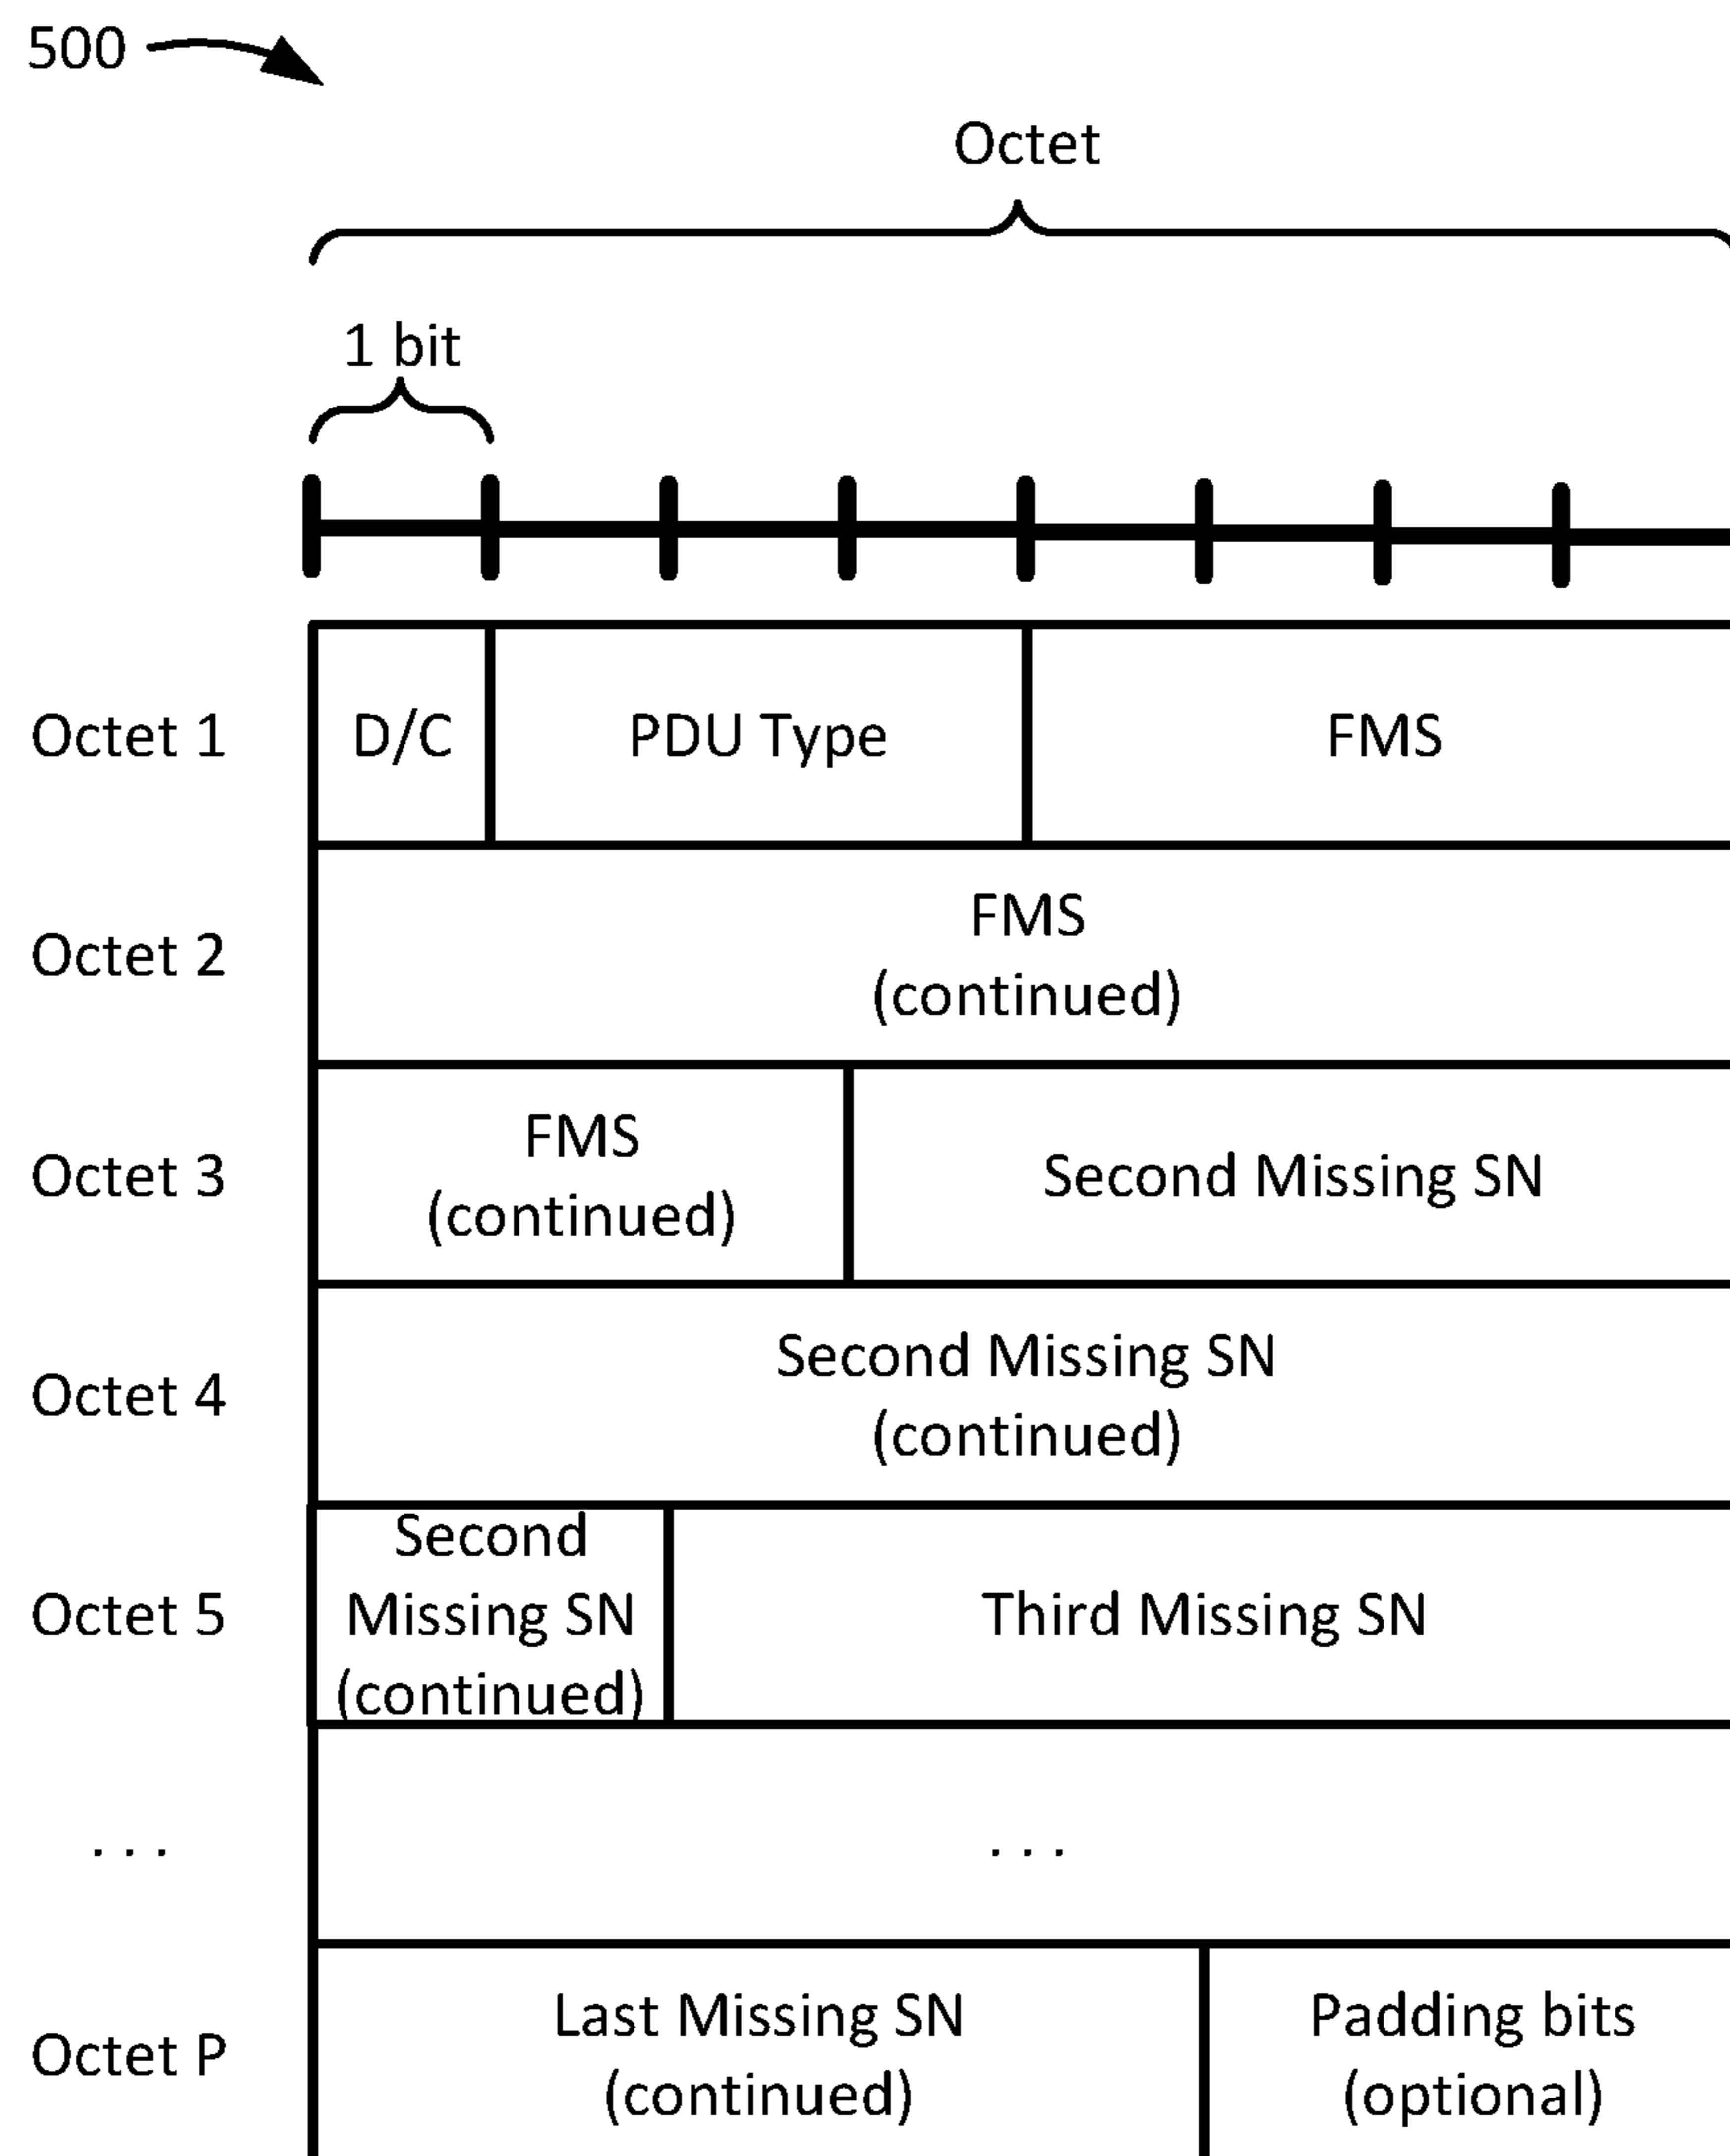 500
Octet
1 bit
Octet 1
D/C
PDU Type
FMS
Octet 2
FMS
(continued)
Octet 3
FMS
(continued)
Second Missing SN
Octet 4
Second Missing SN
(continued)
Octet 5
Second
Missing SN
(continued)
Third Missing SN
. . .
. . .
Octet P
Last Missing SN
(continued)
Padding bits
(optional)